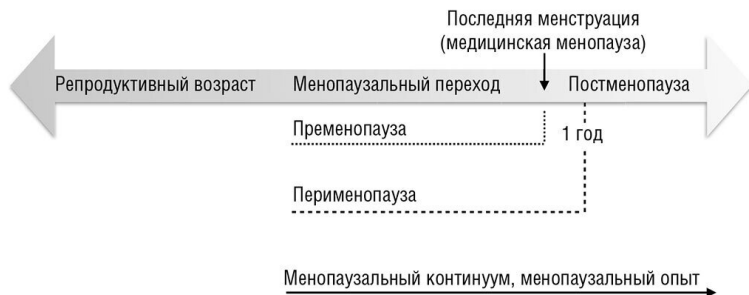 Последняя менструация
(медицинская менопауза)
Репродуктивный возраст
Менопаузальный переход
Постменопауза
Пременопауза
1 год
Перименопауза
Менопаузальный континуум, менопаузальный опыт